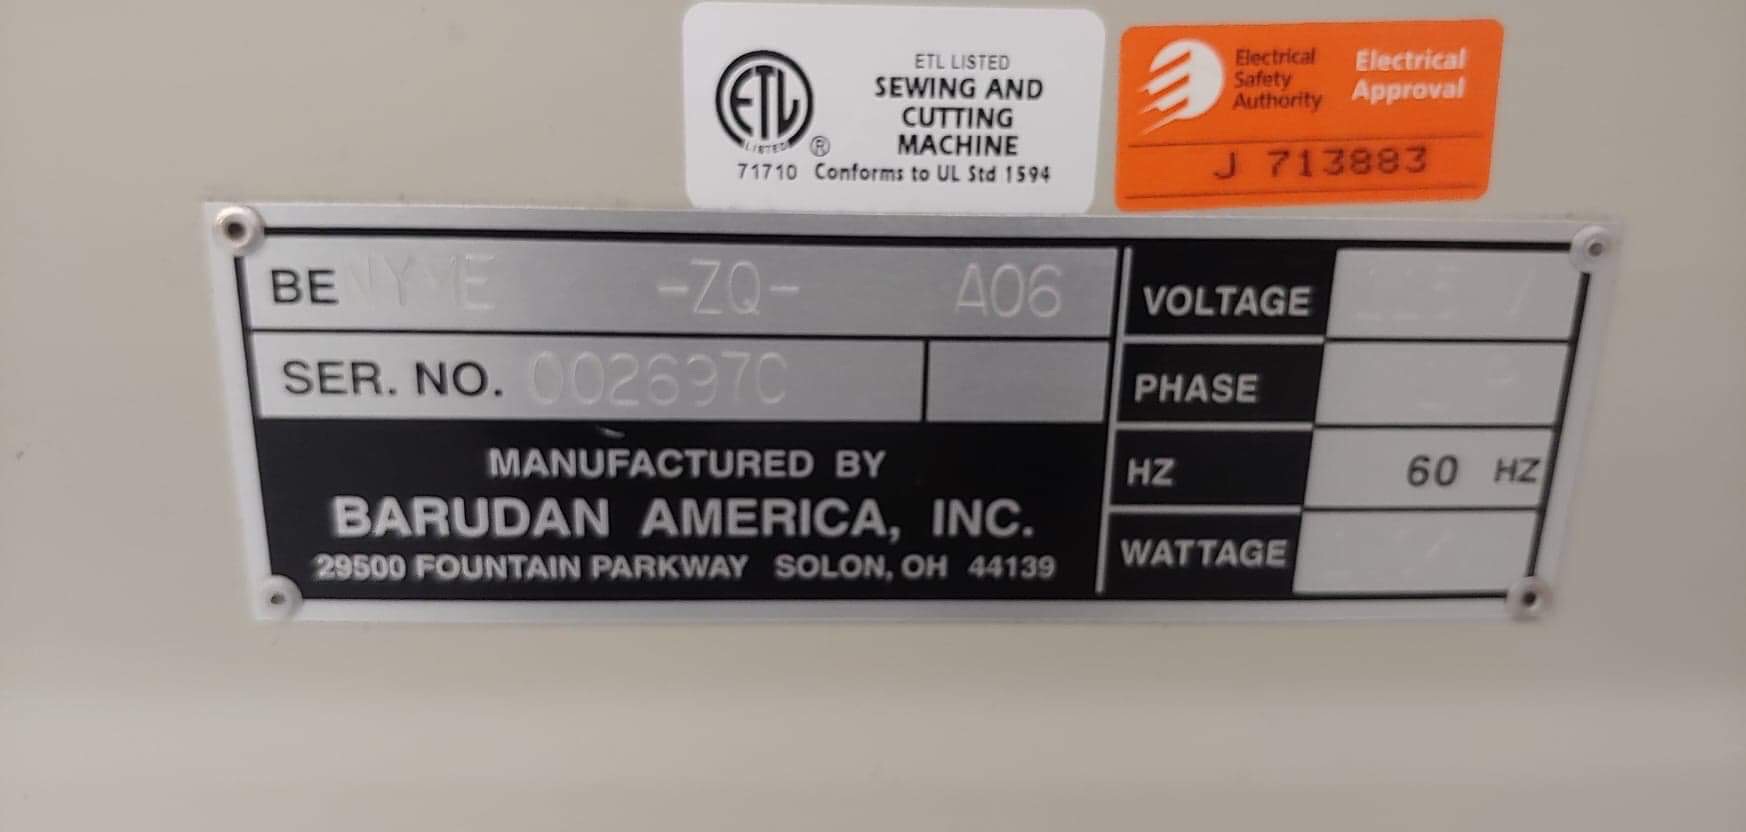 ETL LISTED
SEWING AND
CUTTING
MACHINE
71710 Conforms to UL Std 1594
ETL
LISTED
®
Electrical
Safety
Authority
Electrical
Approval
J 713883
BE -ZQ- A06
SER. NO. 002697C
MANUFACTURED BY
BARUDAN AMERICA, INC.
29500 FOUNTAIN PARKWAY SOLON, OH 44139
VOLTAGE
PHASE
HZ 60 HZ
WATTAGE